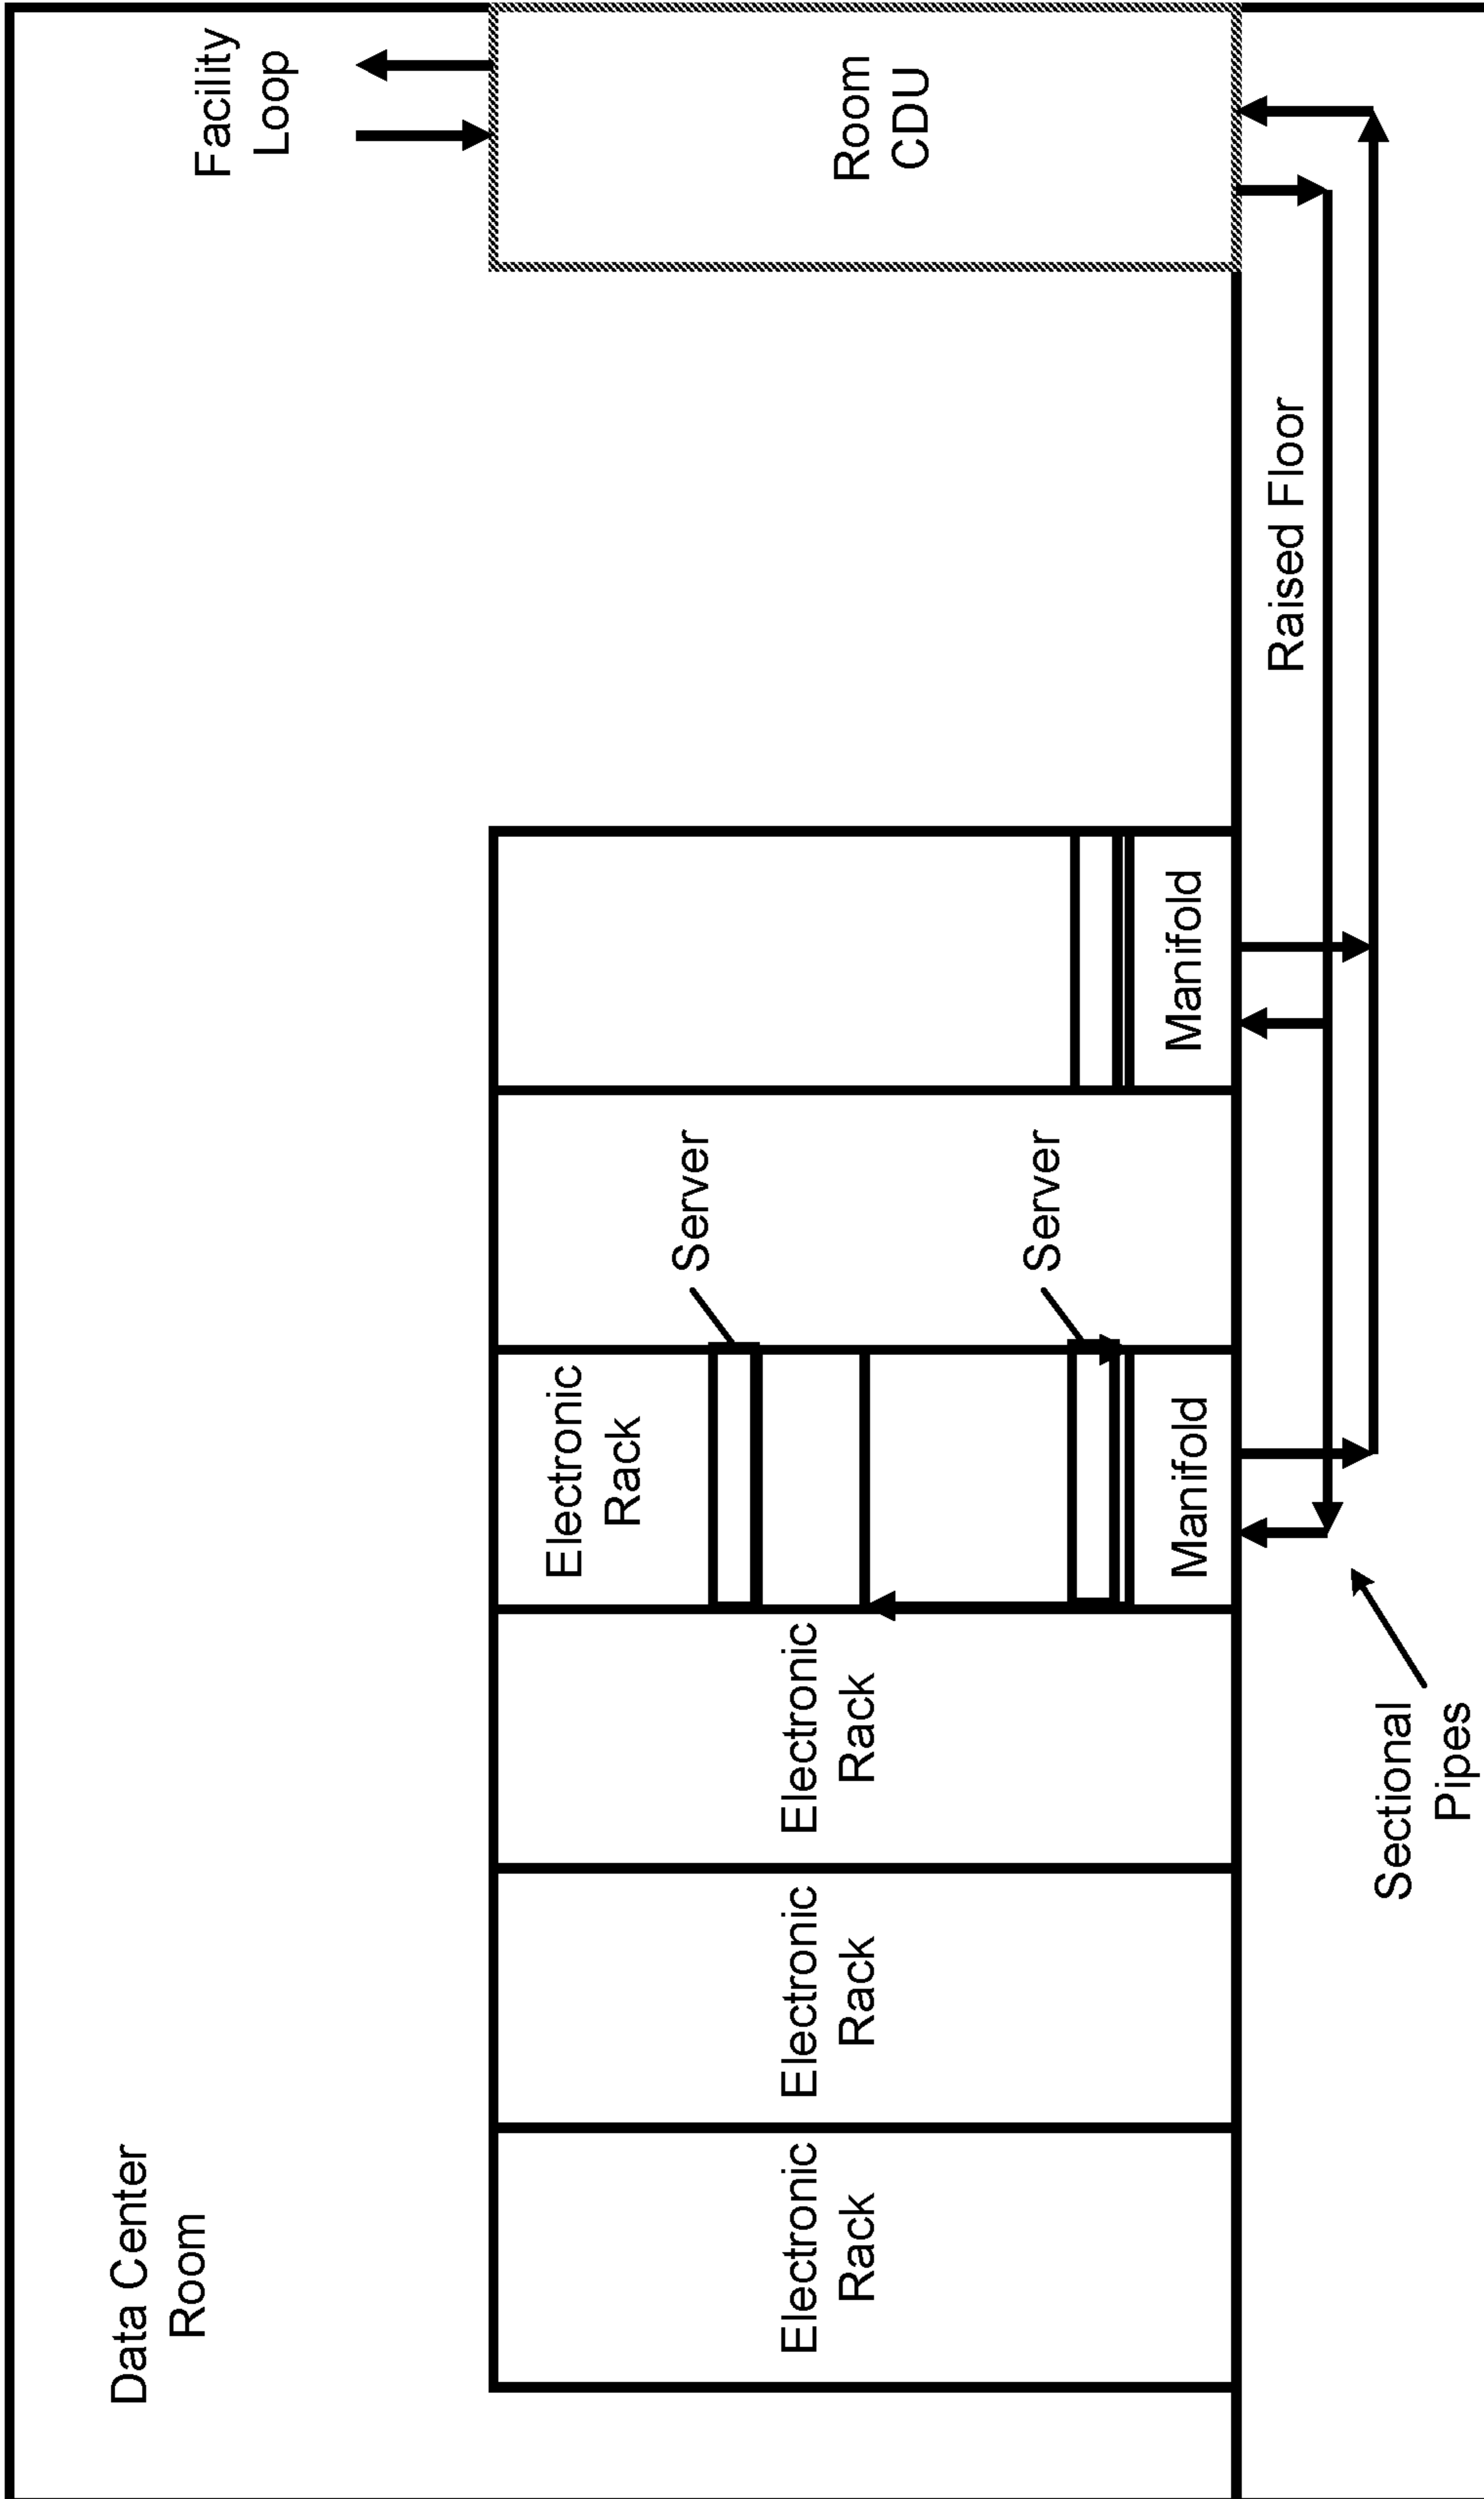 Data Center
Room
Facility
Loop
Electronic
Rack
Electronic
Rack
Electronic
Rack
Electronic
Rack
Server
Server
Manifold
Manifold
Room
CDU
Raised Floor
Sectional
Pipes